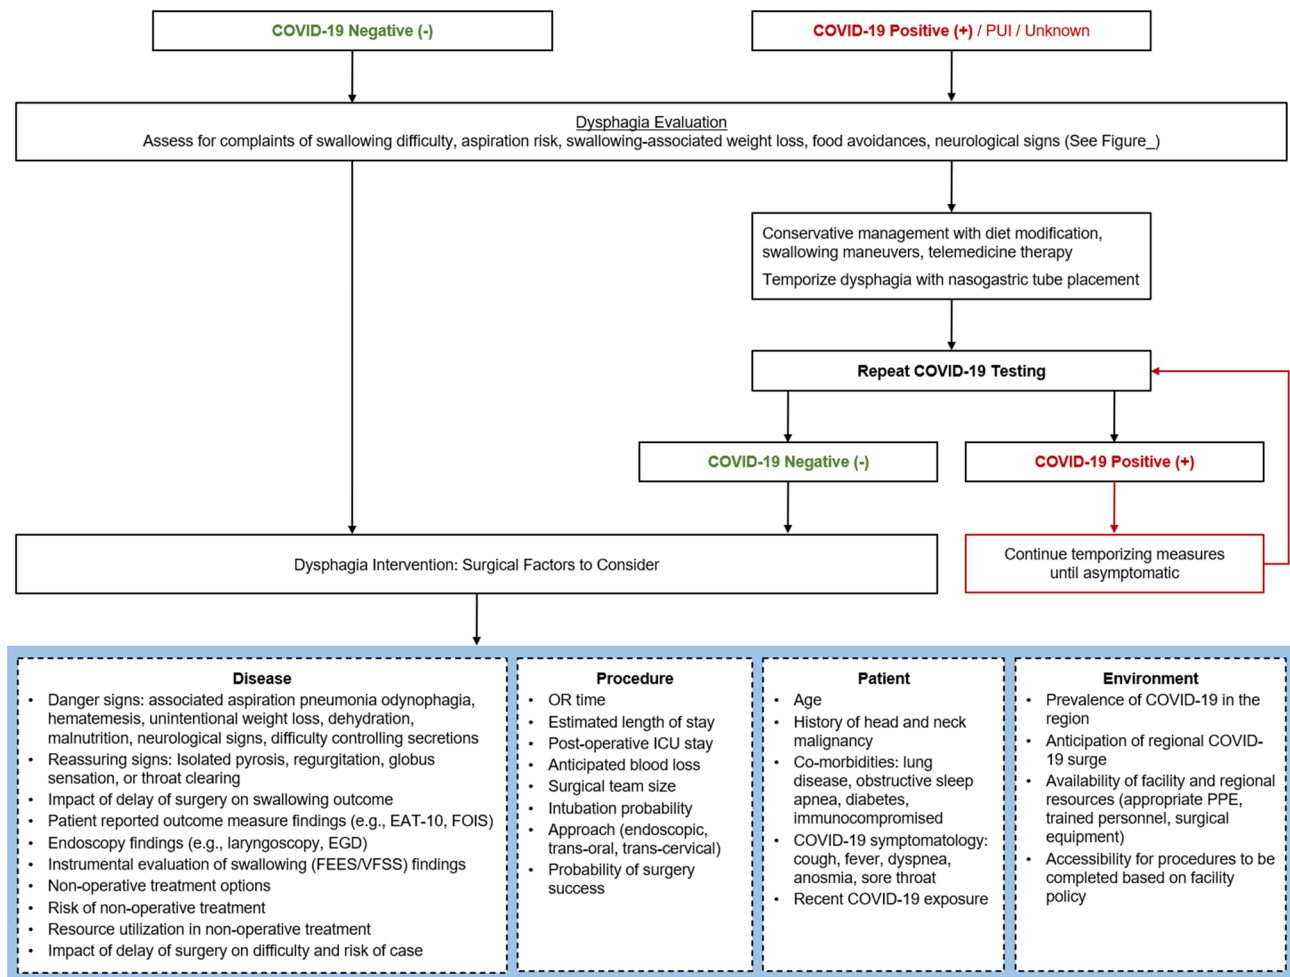 COVID-19 Negative (-)
COVID-19 Positive (+) / PUI / Unknown
Dysphagia Evaluation
Assess for complaints of swallowing difficulty, aspiration risk, swallowing-associated weight loss, food avoidances, neurological signs (See Figure_)
Conservative management with diet modification,
swallowing maneuvers, telemedicine therapy
Temporize dysphagia with nasogastric tube placement
Repeat COVID-19 Testing
COVID-19 Negative (-)
COVID-19 Positive (+)
Dysphagia Intervention: Surgical Factors to Consider
Continue temporizing measures
until asymptomatic
Disease
• Danger signs: associated aspiration pneumonia odynophagia,
hematemesis, unintentional weight loss, dehydration,
malnutrition, neurological signs, difficulty controlling secretions
• Reassuring signs: Isolated pyrosis, regurgitation, globus
sensation, or throat clearing
• Impact of delay of surgery on swallowing outcome
• Patient reported outcome measure findings (e.g., EAT-10, FOIS)
• Endoscopy findings (e.g., laryngoscopy, EGD)
• Instrumental evaluation of swallowing (FEES/VFSS) findings
• Non-operative treatment options
• Risk of non-operative treatment
• Resource utilization in non-operative treatment
• Impact of delay of surgery on difficulty and risk of case
Procedure
• OR time
• Estimated length of stay
• Post-operative ICU stay
• Anticipated blood loss
• Surgical team size
• Intubation probability
• Approach (endoscopic,
trans-oral, trans-cervical)
• Probability of surgery
success
Patient
• Age
• History of head and neck
malignancy
• Co-morbidities: lung
disease, obstructive sleep
apnea, diabetes,
immunocompromised
• COVID-19 symptomatology:
cough, fever, dyspnea,
anosmia, sore throat
• Recent COVID-19 exposure
Environment
• Prevalence of COVID-19 in the
region
• Anticipation of regional COVID-
19 surge
• Availability of facility and regional
resources (appropriate PPE,
trained personnel, surgical
equipment)
• Accessibility for procedures to be
completed based on facility
policy